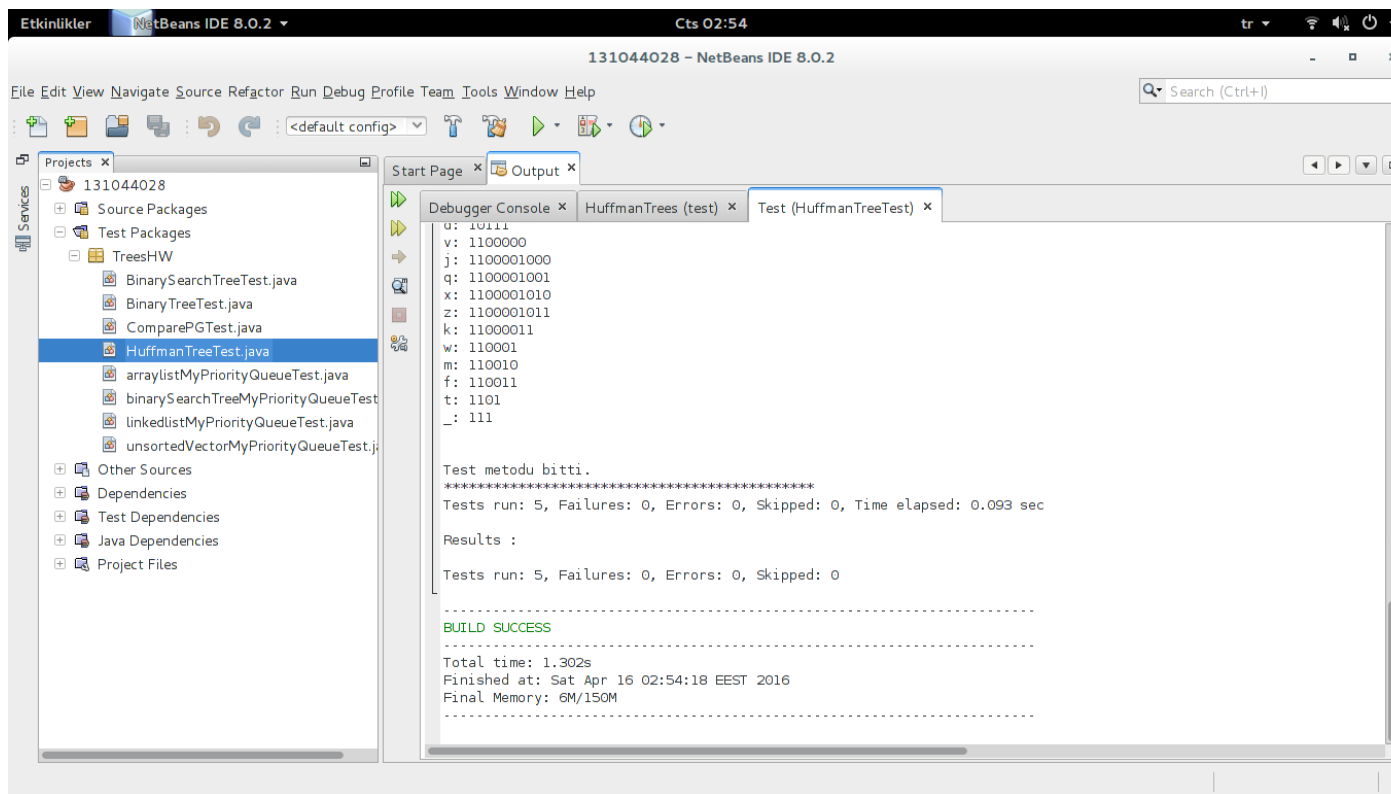 Etkinlikler NetBeans IDE 8.0.2 Cts 02:54 tr
131044028 – NetBeans IDE 8.0.2
File Edit View Navigate Source Refactor Run Debug Profile Team Tools Window Help Search (Ctrl+I)
<default config>
Projects
Services
131044028
Source Packages
Test Packages
TreesHW
BinarySearchTreeTest.java
BinaryTreeTest.java
ComparePGTest.java
HuffmanTreeTest.java
arraylistMyPriorityQueueTest.java
binarySearchTreeMyPriorityQueueTest
linkedlistMyPriorityQueueTest.java
unsortedVectorMyPriorityQueueTest.ja
Other Sources
Dependencies
Test Dependencies
Java Dependencies
Project Files
Start Page Output
Debugger Console HuffmanTrees (test) Test (HuffmanTreeTest)
10111
v: 1100000
j: 1100001000
q: 1100001001
x: 1100001010
z: 1100001011
k: 11000011
w: 110001
m: 110010
f: 110011
t: 1101
_: 111
Test metodu bitti.
*********************************************
Tests run: 5, Failures: 0, Errors: 0, Skipped: 0, Time elapsed: 0.093 sec
Results :
Tests run: 5, Failures: 0, Errors: 0, Skipped: 0
------------------------------------------------------------------------
BUILD SUCCESS
------------------------------------------------------------------------
Total time: 1.302s
Finished at: Sat Apr 16 02:54:18 EEST 2016
Final Memory: 6M/150M
------------------------------------------------------------------------